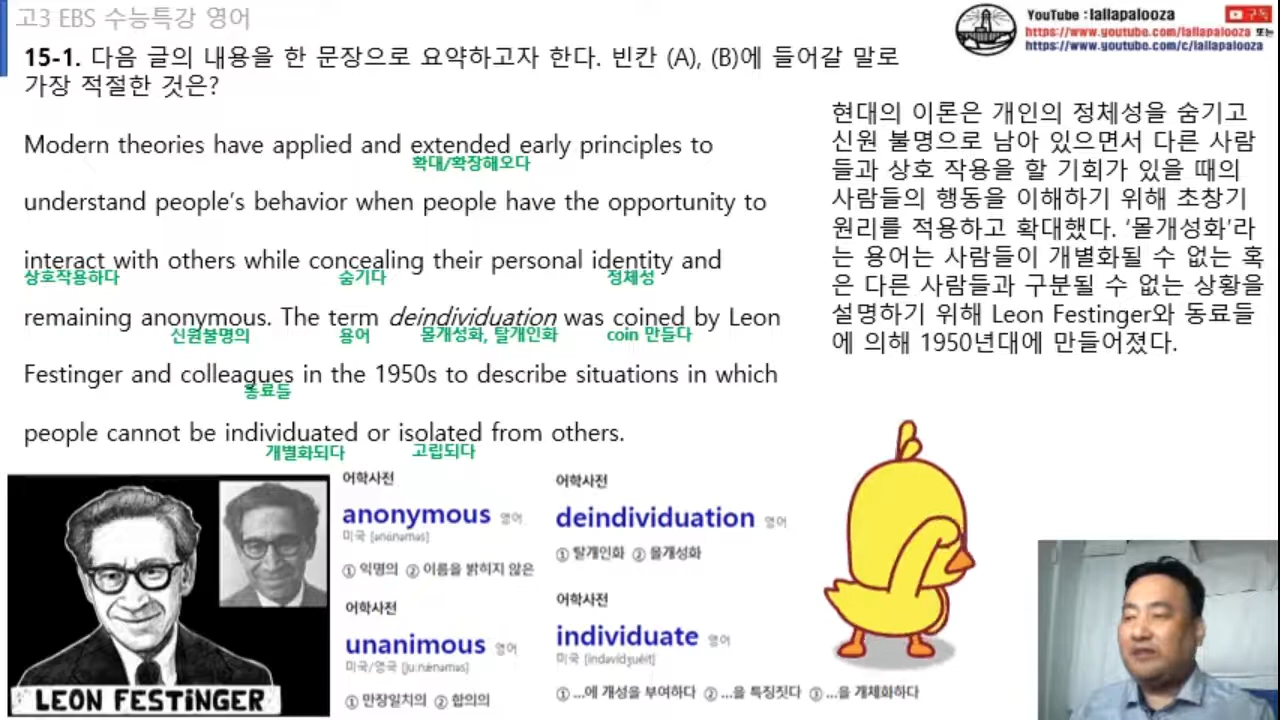 고3 EBS 수능특강 영어
YouTube : lallapalooza
구독
https://www.youtube.com/lallapalooza 또는
https://www.youtube.com/c/lallapalooza
15-1. 다음 글의 내용을 한 문장으로 요약하고자 한다. 빈칸 (A), (B)에 들어갈 말로
가장 적절한 것은?
Modern theories have applied and extended early principles to
확대/확장해오다
understand people's behavior when people have the opportunity to
interact with others while concealing their personal identity and
상호작용하다 숨기다 정체성
remaining anonymous. The term deindividuation was coined by Leon
신원불명의 용어 몰개성화, 탈개인화 coin 만들다
Festinger and colleagues in the 1950s to describe situations in which
동료들
people cannot be individuated or isolated from others.
개별화되다 고립되다
현대의 이론은 개인의 정체성을 숨기고
신원 불명으로 남아 있으면서 다른 사람
들과 상호 작용을 할 기회가 있을 때의
사람들의 행동을 이해하기 위해 초창기
원리를 적용하고 확대했다. '몰개성화'라
는 용어는 사람들이 개별화될 수 없는 혹
은 다른 사람들과 구분될 수 없는 상황을
설명하기 위해 Leon Festinger와 동료들
에 의해 1950년대에 만들어졌다.
LEON FESTINGER
어학사전
anonymous 영어
미국 [ənɑ́nəməs]
① 익명의 ② 이름을 밝히지 않은
어학사전
unanimous 영어
미국/영국 [ju:nǽnəməs]
① 만장일치의 ② 합의의
어학사전
deindividuation 영어
① 탈개인화 ② 몰개성화
어학사전
individuate 영어
미국 [ìndəvídʒuèit]
① ...에 개성을 부여하다 ② ...을 특징짓다 ③ ...을 개체화하다